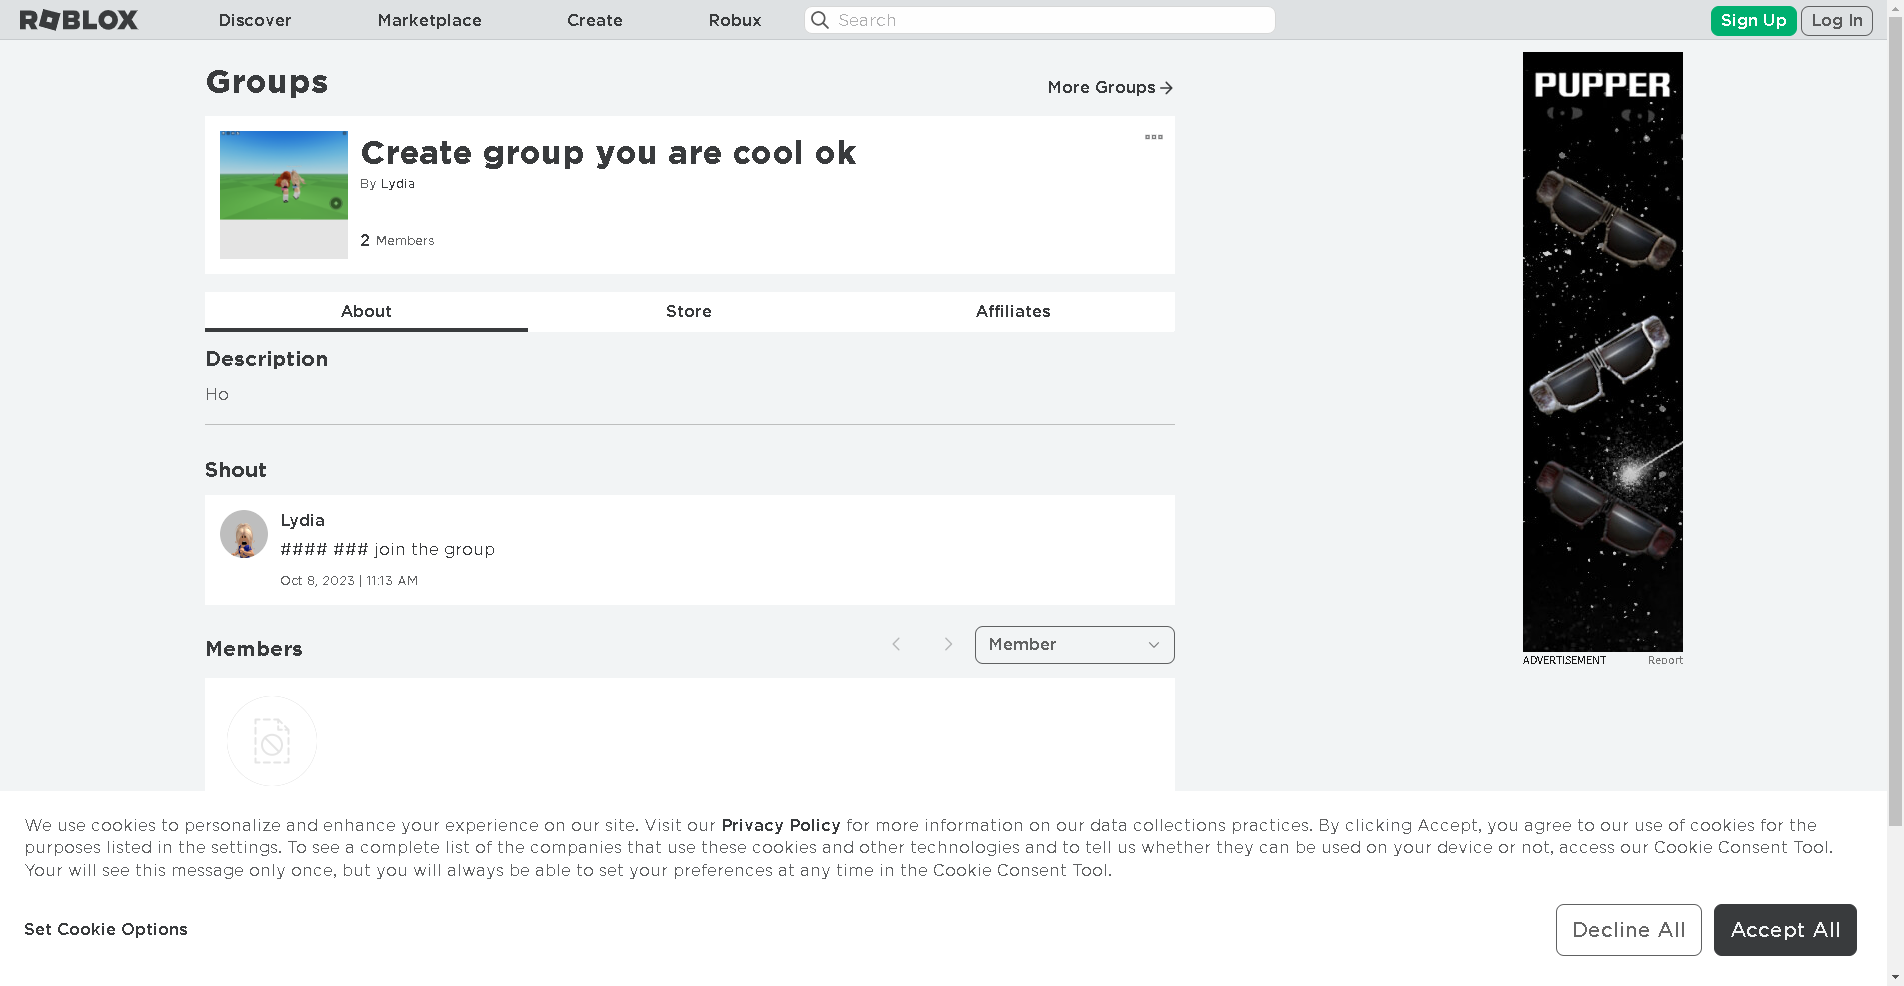 ROBLOX
Discover
Marketplace
Create
Robux
Search
Sign Up
Log In
Groups
More Groups
Create group you are cool ok
By Lydia
2 Members
About
Store
Affiliates
Description
Ho
Shout
Lydia
#### ### join the group
Oct 8, 2023 | 11:13 AM
Members
Member
PUPPER
ADVERTISEMENT
Report
We use cookies to personalize and enhance your experience on our site. Visit our Privacy Policy for more information on our data collections practices. By clicking Accept, you agree to our use of cookies for the
purposes listed in the settings. To see a complete list of the companies that use these cookies and other technologies and to tell us whether they can be used on your device or not, access our Cookie Consent Tool.
Your will see this message only once, but you will always be able to set your preferences at any time in the Cookie Consent Tool.
Set Cookie Options
Decline All
Accept All